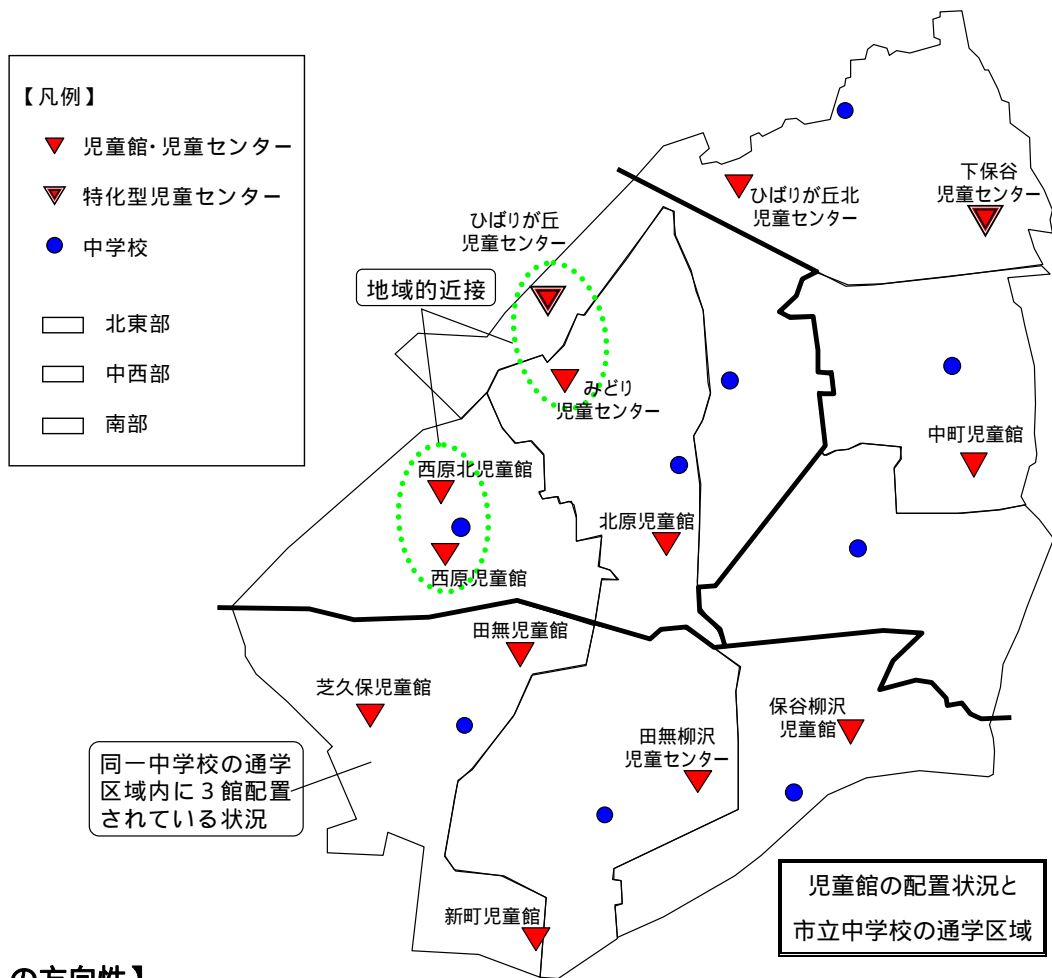 【凡例】
児童館・児童センター
特化型児童センター
中学校
北東部
中西部
南部
下保谷
児童センター
ひばりが丘北
児童センター
ひばりが丘
児童センター
地域的近接
みどり
児童センター
中町児童館
西原北児童館
北原児童館
西原児童館
田無児童館
芝久保児童館
保谷柳沢
児童館
田無柳沢
児童センター
同一中学校の通学
区域内に3館配置
されている状況
新町児童館
児童館の配置状況と
市立中学校の通学区域
の方向性】